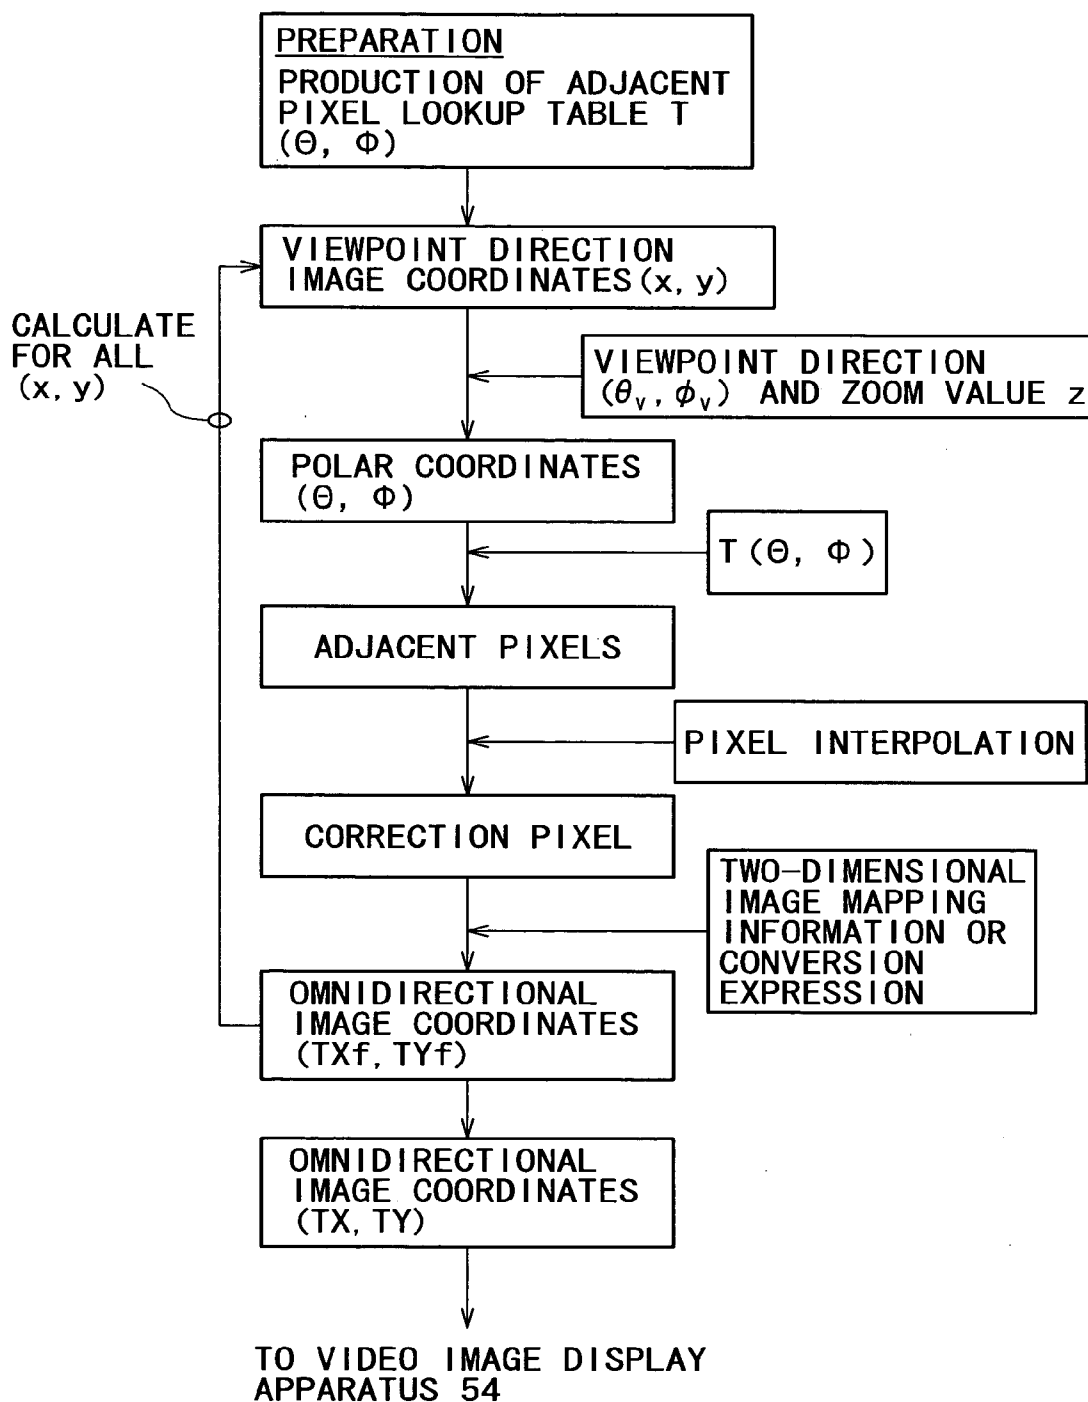 PREPARATION
PRODUCTION OF ADJACENT
PIXEL LOOKUP TABLE T
(Θ, Φ)
VIEWPOINT DIRECTION
IMAGE COORDINATES (x, y)
CALCULATE
FOR ALL
(x, y)
VIEWPOINT DIRECTION
(θv, ϕv) AND ZOOM VALUE z
POLAR COORDINATES
(Θ, Φ)
T (Θ, Φ)
ADJACENT PIXELS
PIXEL INTERPOLATION
CORRECTION PIXEL
TWO-DIMENSIONAL
IMAGE MAPPING
INFORMATION OR
CONVERSION
EXPRESSION
OMNIDIRECTIONAL
IMAGE COORDINATES
(TXf, TYf)
OMNIDIRECTIONAL
IMAGE COORDINATES
(TX, TY)
TO VIDEO IMAGE DISPLAY
APPARATUS 54